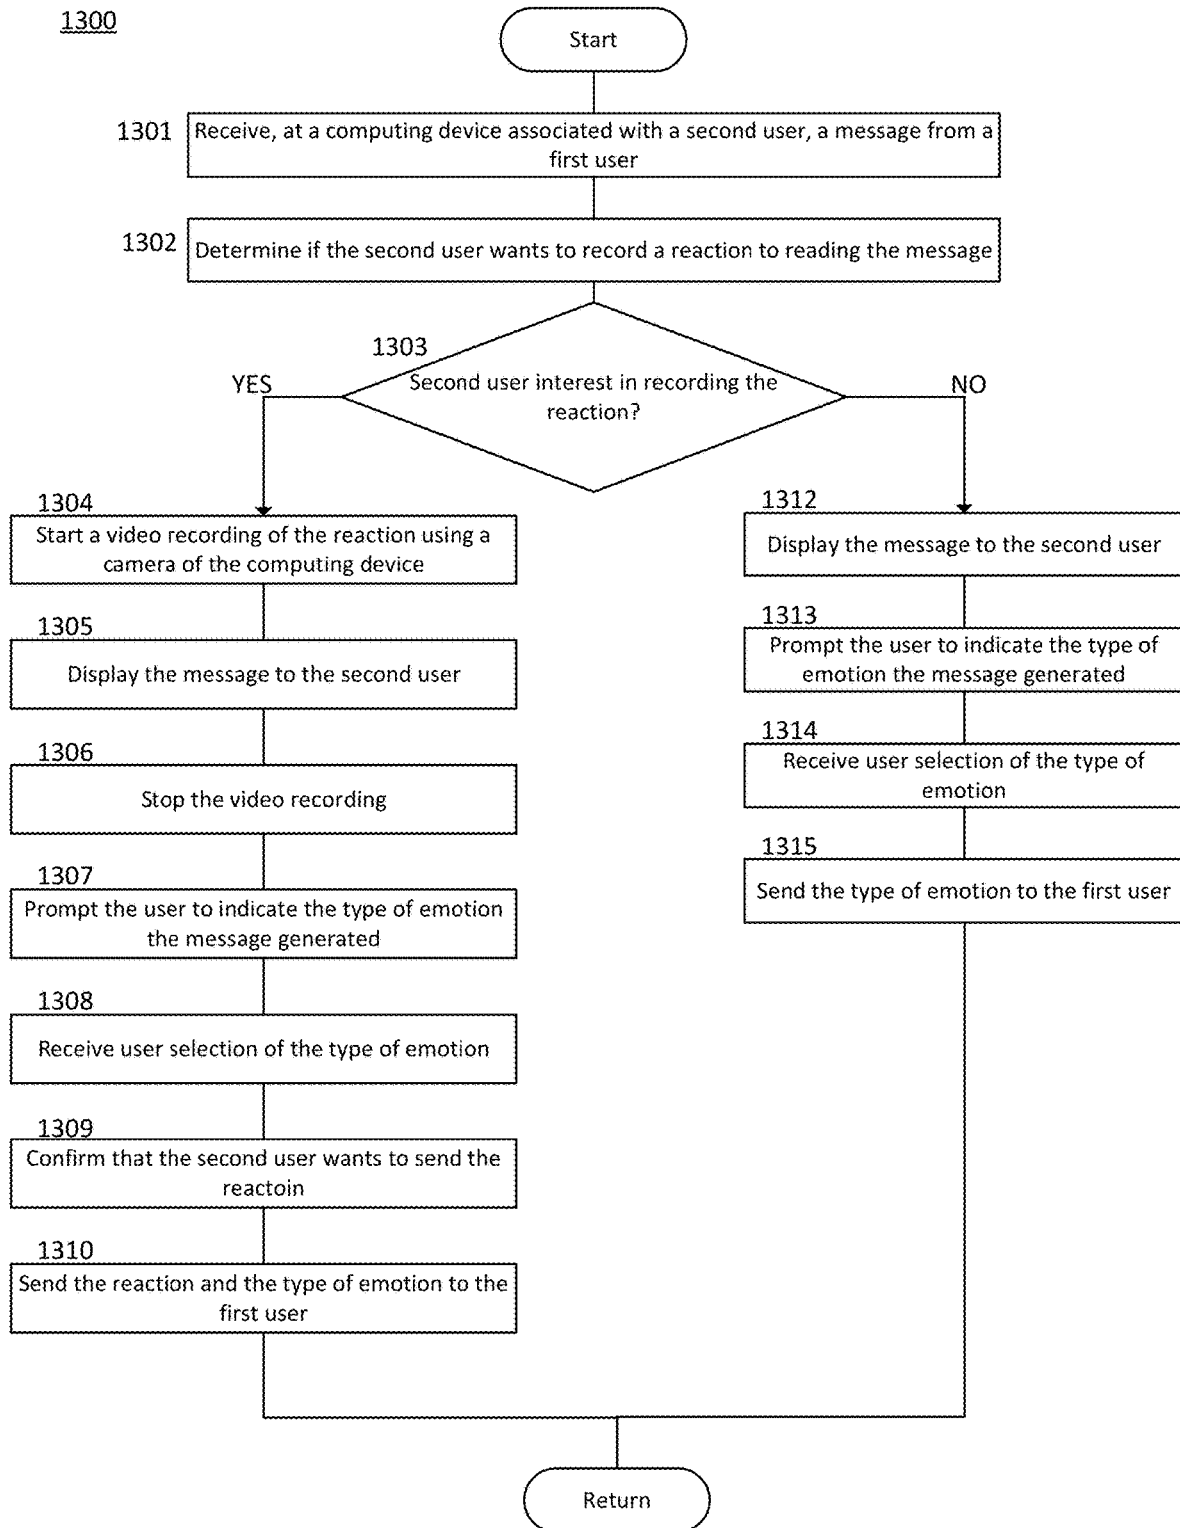 1300
Start
1301
Receive, at a computing device associated with a second user, a message from a
first user
1302
Determine if the second user wants to record a reaction to reading the message
1303
Second user interest in recording the
reaction?
YES
NO
1304
Start a video recording of the reaction using a
camera of the computing device
1305
Display the message to the second user
1306
Stop the video recording
1307
Prompt the user to indicate the type of emotion
the message generated
1308
Receive user selection of the type of emotion
1309
Confirm that the second user wants to send the
reactoin
1310
Send the reaction and the type of emotion to the
first user
1312
Display the message to the second user
1313
Prompt the user to indicate the type of
emotion the message generated
1314
Receive user selection of the type of
emotion
1315
Send the type of emotion to the first user
Return